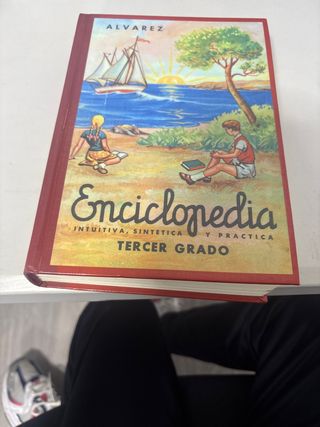 ALVAREZ
Enciclopedia
INTUITIVA, SINTETICA Y PRACTICA
TERCER GRADO